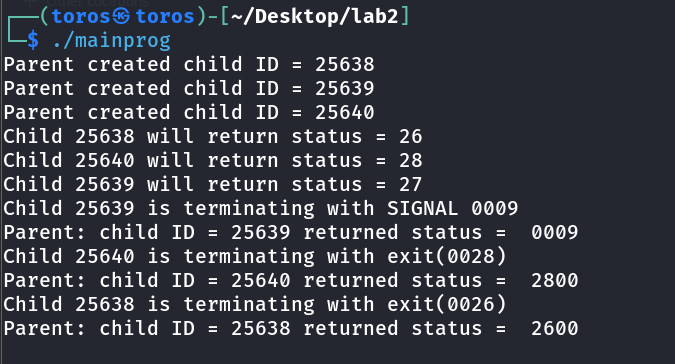 (toros㉿toros)-[~/Desktop/lab2]
$ ./mainprog
Parent created child ID = 25638
Parent created child ID = 25639
Parent created child ID = 25640
Child 25638 will return status = 26
Child 25640 will return status = 28
Child 25639 will return status = 27
Child 25639 is terminating with SIGNAL 0009
Parent: child ID = 25639 returned status =  0009
Child 25640 is terminating with exit(0028)
Parent: child ID = 25640 returned status =  2800
Child 25638 is terminating with exit(0026)
Parent: child ID = 25638 returned status =  2600